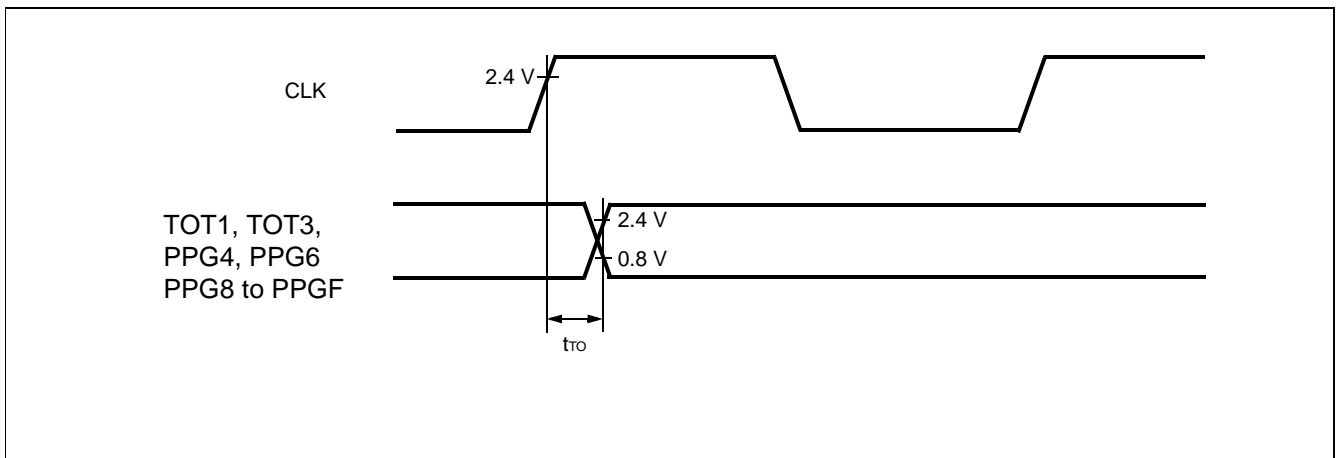 2.4 V
CLK
TOT1, TOT3,
PPG4, PPG6
PPG8 to PPGF
2.4 V
0.8 V
tTO